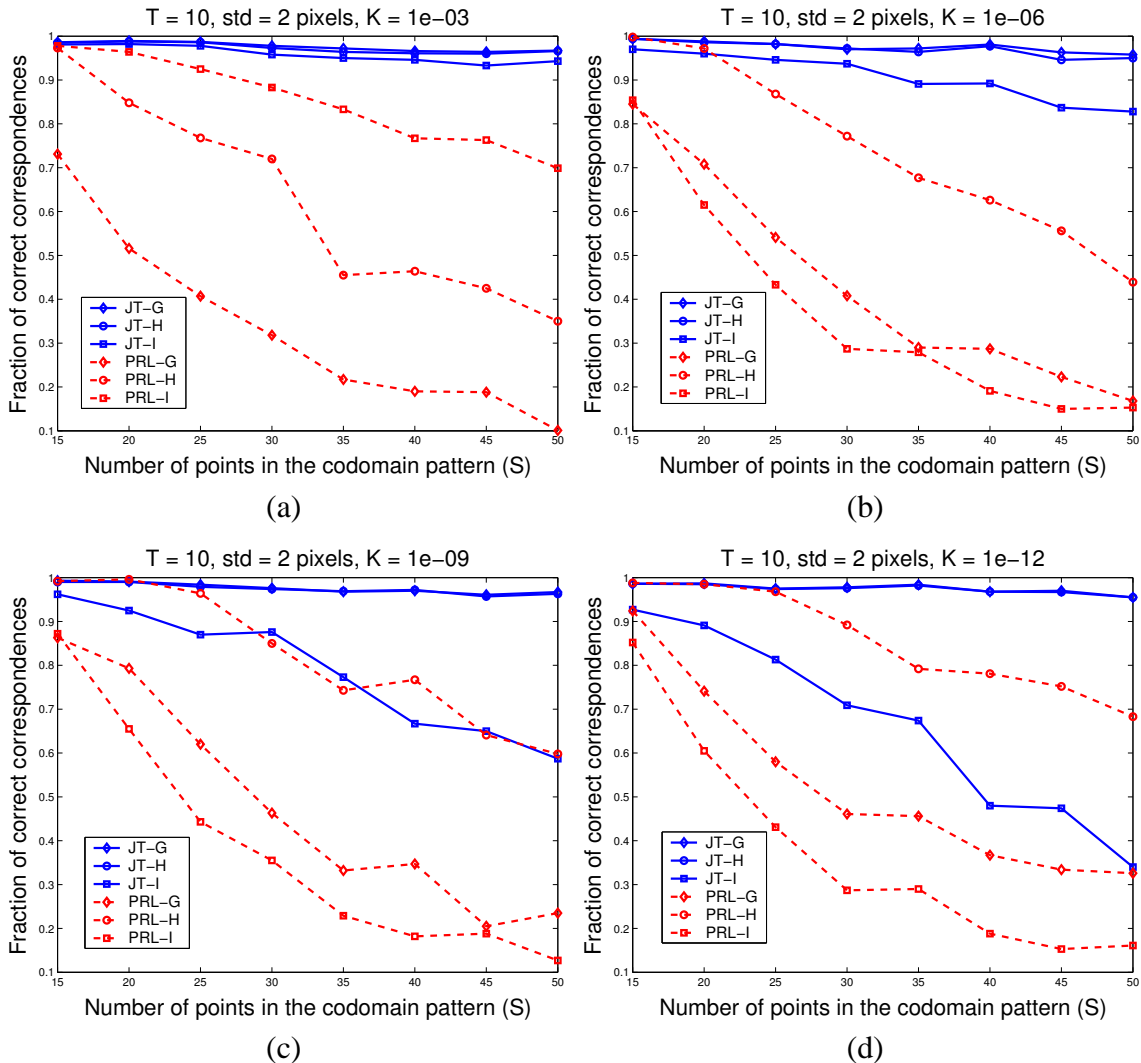 T = 10, std = 2 pixels, K = 1e−03
Fraction of correct correspondences
1
0.9
0.8
0.7
0.6
0.5
0.4
0.3
0.2
0.1
JT−G
JT−H
JT−I
PRL−G
PRL−H
PRL−I
15 20 25 30 35 40 45 50
Number of points in the codomain pattern (S)
(a)
T = 10, std = 2 pixels, K = 1e−06
Fraction of correct correspondences
1
0.9
0.8
0.7
0.6
0.5
0.4
0.3
0.2
0.1
JT−G
JT−H
JT−I
PRL−G
PRL−H
PRL−I
15 20 25 30 35 40 45 50
Number of points in the codomain pattern (S)
(b)
T = 10, std = 2 pixels, K = 1e−09
Fraction of correct correspondences
1
0.9
0.8
0.7
0.6
0.5
0.4
0.3
0.2
0.1
JT−G
JT−H
JT−I
PRL−G
PRL−H
PRL−I
15 20 25 30 35 40 45 50
Number of points in the codomain pattern (S)
(c)
T = 10, std = 2 pixels, K = 1e−12
Fraction of correct correspondences
1
0.9
0.8
0.7
0.6
0.5
0.4
0.3
0.2
0.1
JT−G
JT−H
JT−I
PRL−G
PRL−H
PRL−I
15 20 25 30 35 40 45 50
Number of points in the codomain pattern (S)
(d)